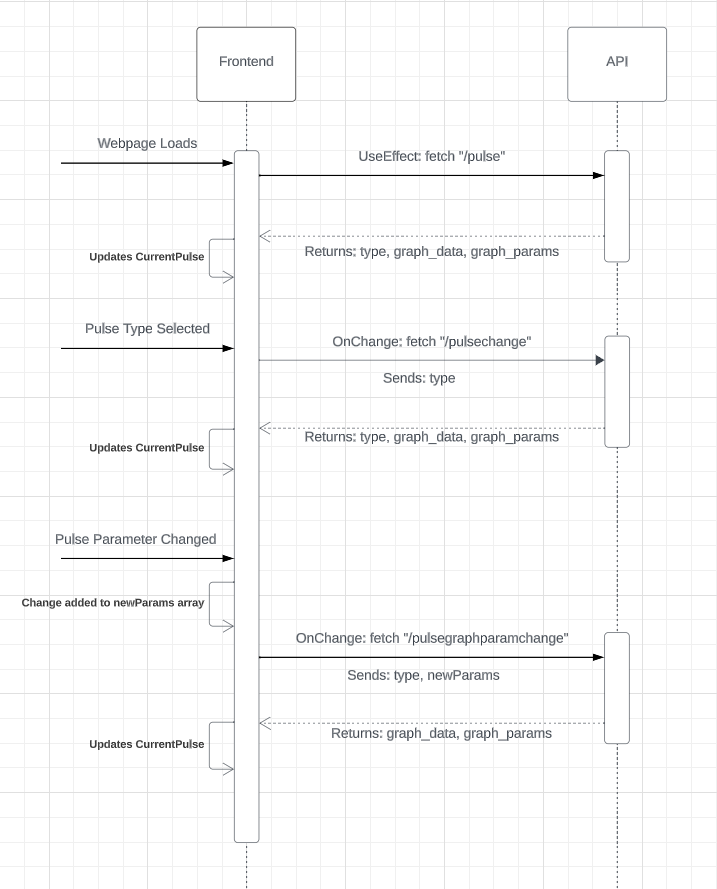 Frontend
API
Webpage Loads
UseEffect: fetch "/pulse"
Returns: type, graph_data, graph_params
Updates CurrentPulse
Pulse Type Selected
OnChange: fetch "/pulsechange"
Sends: type
Returns: type, graph_data, graph_params
Updates CurrentPulse
Pulse Parameter Changed
Change added to newParams array
OnChange: fetch "/pulsegraphparamchange"
Sends: type, newParams
Returns: graph_data, graph_params
Updates CurrentPulse